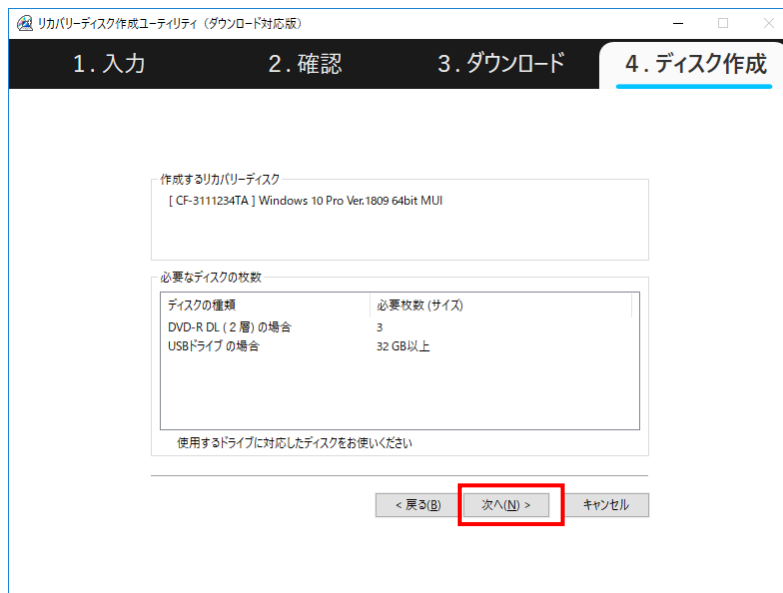 リカバリーディスク作成ユーティリティ（ダウンロード対応版）
1.入力 2.確認 3.ダウンロード 4.ディスク作成
作成するリカバリーディスク
[ CF-3111234TA ] Windows 10 Pro Ver.1809 64bit MUI
必要なディスクの枚数
ディスクの種類 必要枚数 (サイズ)
DVD-R DL ( 2 層) の場合 3
USBドライブ の場合 32 GB以上
使用するドライブに対応したディスクをお使いください
< 戻る(B) 次へ(N) > キャンセル